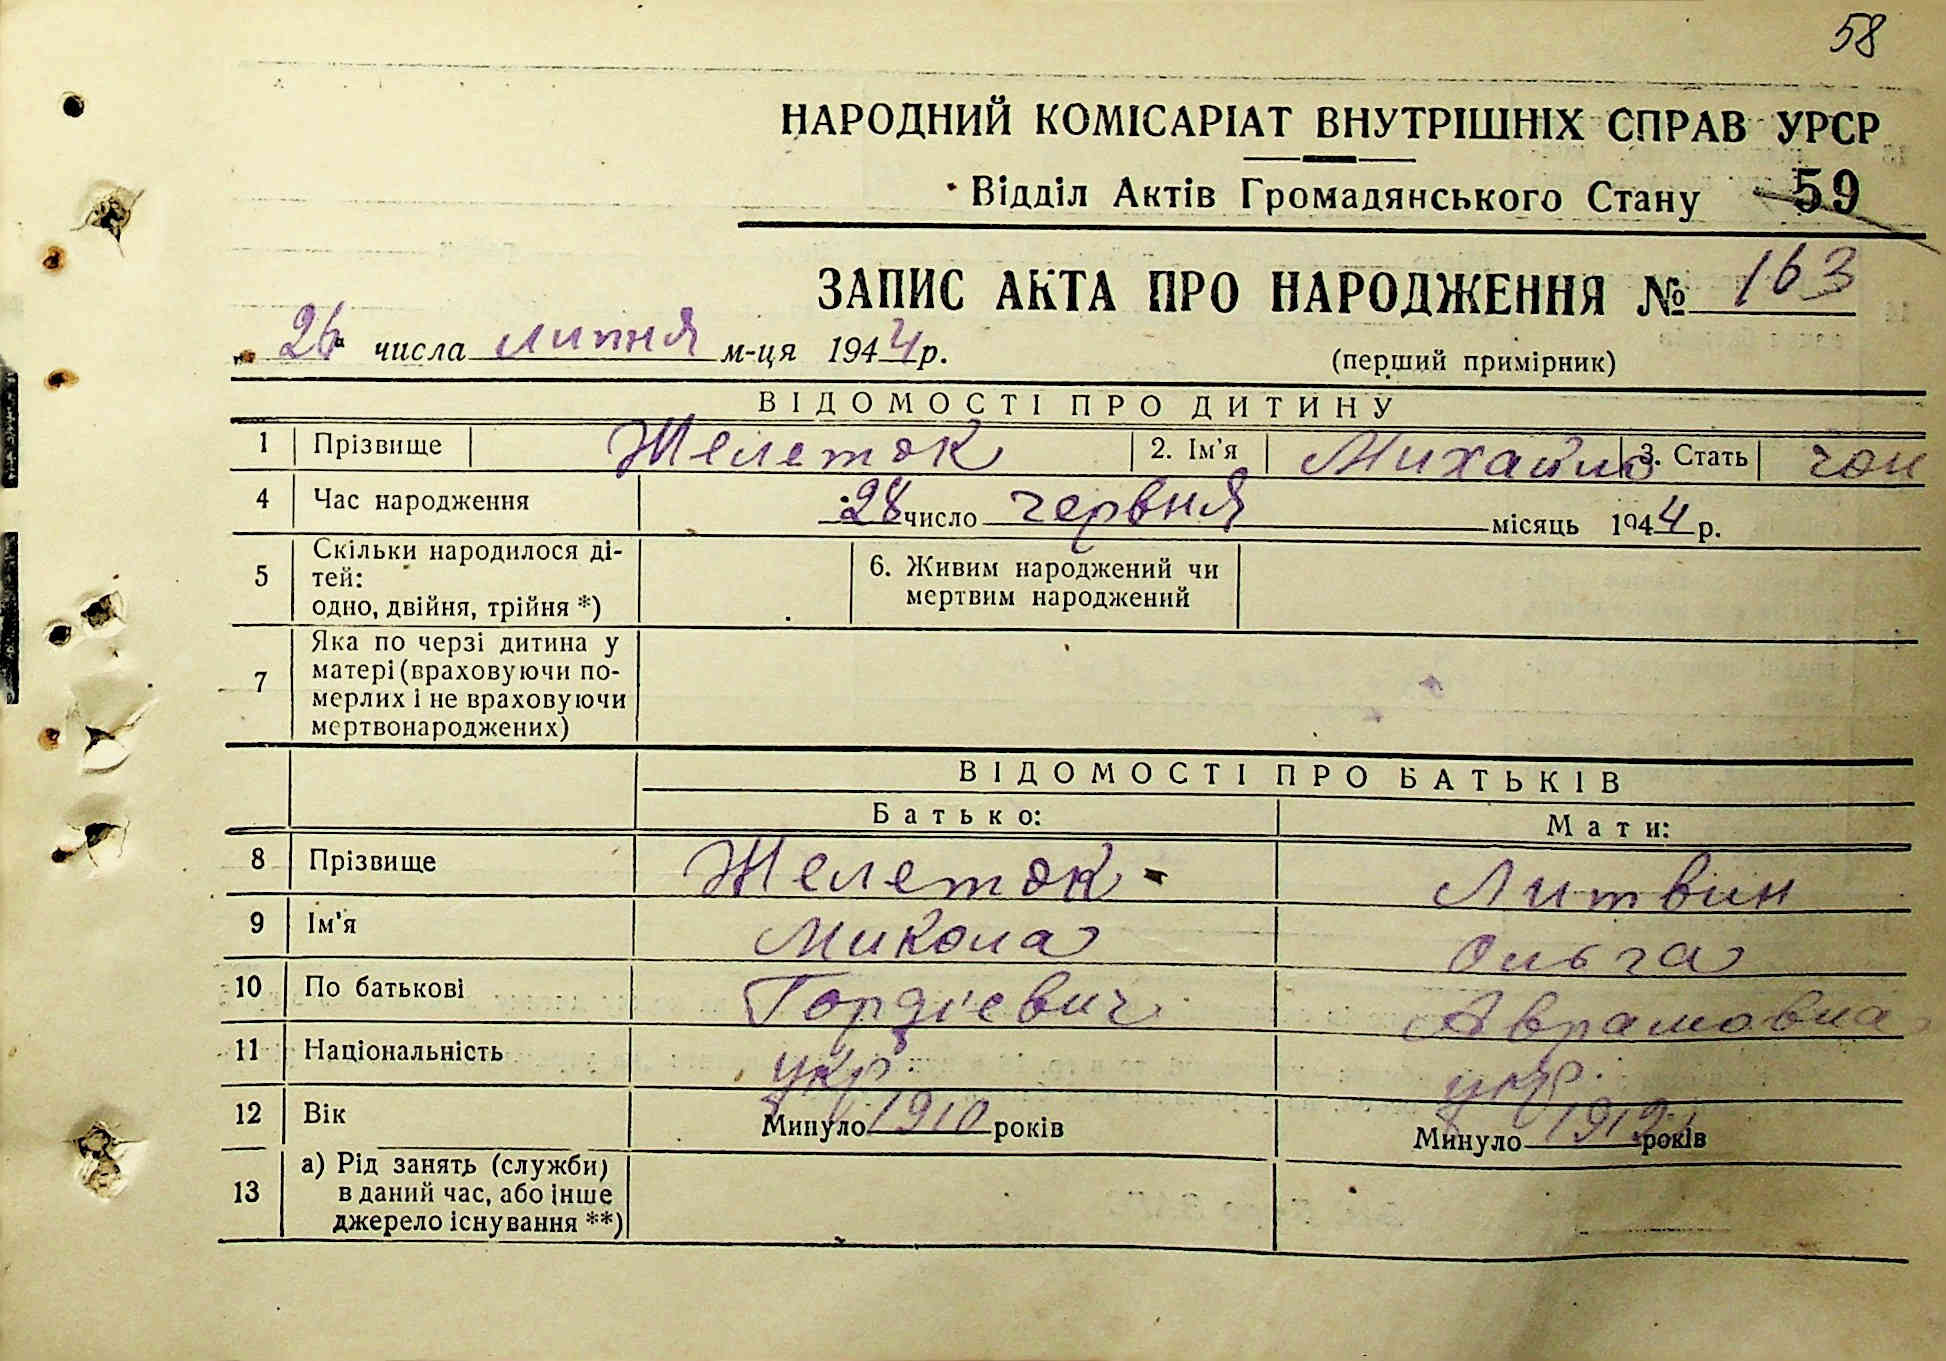 58
НАРОДНИЙ КОМІСАРІАТ ВНУТРІШНІХ СПРАВ УРСР
Відділ Актів Громадянського Стану 59
ЗАПИС АКТА ПРО НАРОДЖЕННЯ № 163
„26“ числа липня м-ця 1944 р.
(перший примірник)
ВІДОМОСТІ ПРО ДИТИНУ
1 Прізвище Желеток 2. Ім'я Михайло 3. Стать чол
4 Час народження 28 число червня місяць 1944 р.
5 Скільки народилося ді-
тей:
одно, двійня, трійня *)
6. Живим народжений чи
мертвим народжений
7 Яка по черзі дитина у
матері (враховуючи по-
мерлих і не враховуючи
мертвонароджених)
ВІДОМОСТІ ПРО БАТЬКІВ
Батько: Мати:
8 Прізвище Желеток - Литвин
9 Ім'я Микола Ольга
10 По батькові Гордієвич Аврамовна
11 Національність укр укр.
12 Вік Минуло 1910 років Минуло 1919 років
13 а) Рід занять (служби)
в даний час, або інше
джерело існування **)